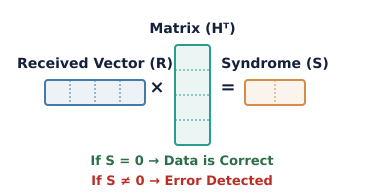 Matrix (Hᵀ)
Received Vector (R)
Syndrome (S)
× =
If S = 0 → Data is Correct
If S ≠ 0 → Error Detected